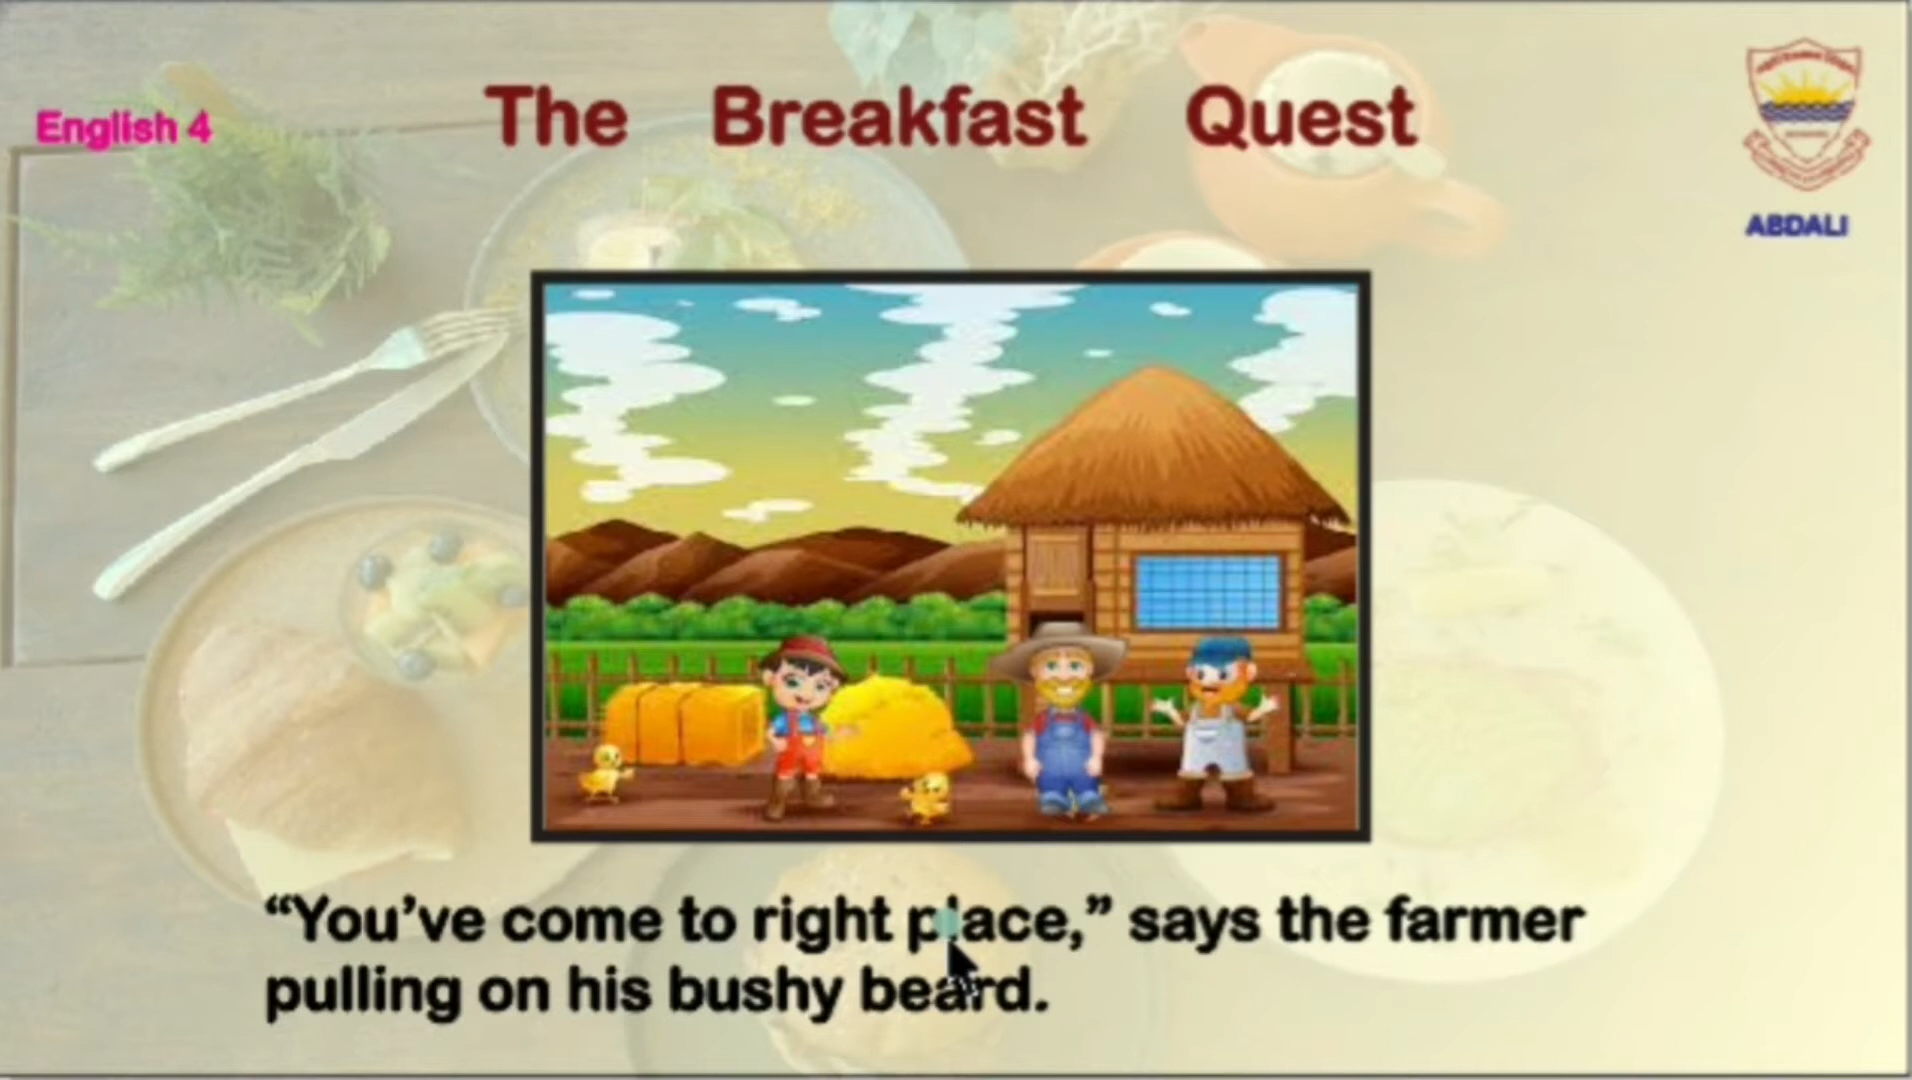 English 4
The Breakfast Quest
ABDALI
“You’ve come to right place,” says the farmer
pulling on his bushy beard.